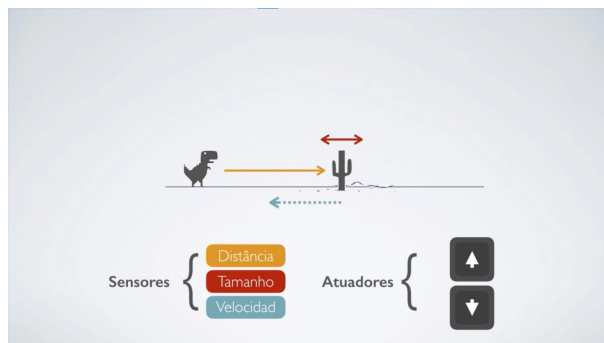 Distância
Sensores
Tamanho
Atuadores
Velocidad